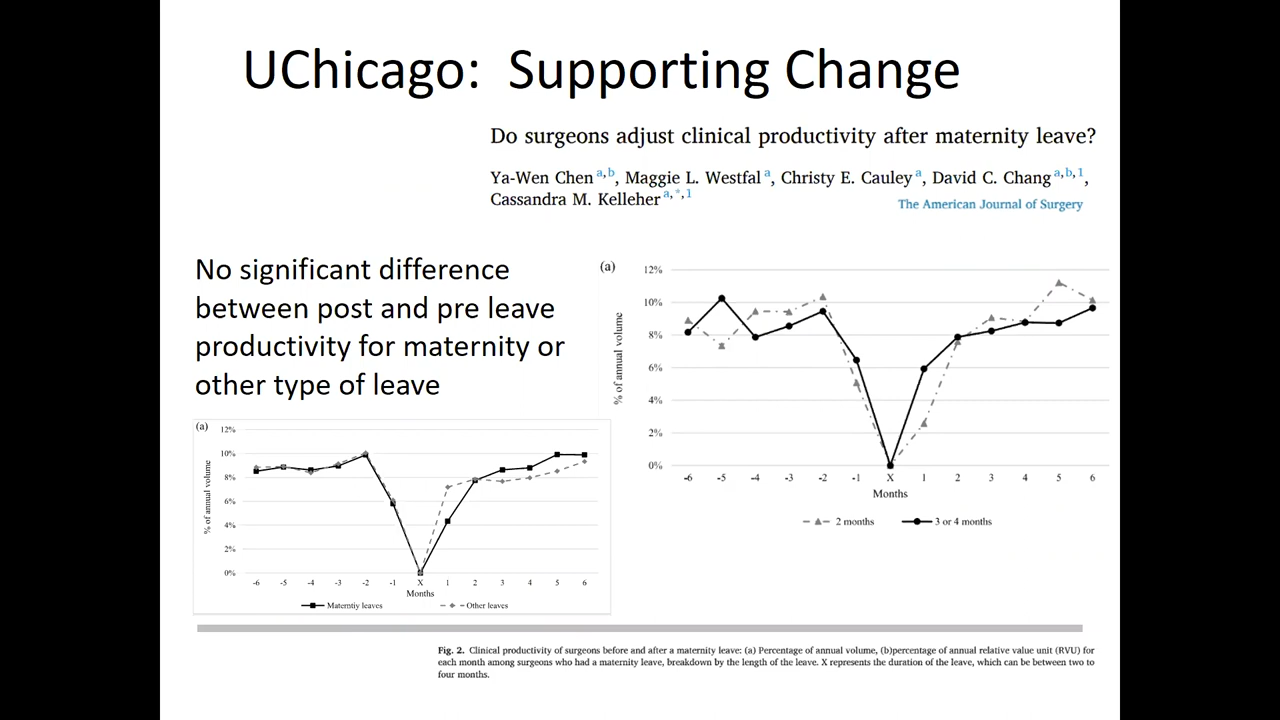 UChicago: Supporting Change
Do surgeons adjust clinical productivity after maternity leave?
Ya-Wen Chen a,b, Maggie L. Westfal a, Christy E. Cauley a, David C. Chang a,b,1,
Cassandra M. Kelleher a,*,1
The American Journal of Surgery
No significant difference
between post and pre leave
productivity for maternity or
other type of leave
(a)
12%
10%
8%
6%
4%
2%
0%
% of annual volume
-6 -5 -4 -3 -2 -1 X 1 2 3 4 5 6
Months
2 months 3 or 4 months
(a)
12%
10%
8%
6%
4%
2%
0%
% of annual volume
-6 -5 -4 -3 -2 -1 X 1 2 3 4 5 6
Months
Materntiy leaves Other leaves
Fig. 2. Clinical productivity of surgeons before and after a maternity leave: (a) Percentage of annual volume, (b)percentage of annual relative value unit (RVU) for
each month among surgeons who had a maternity leave, breakdown by the length of the leave. X represents the duration of the leave, which can be between two to
four months.